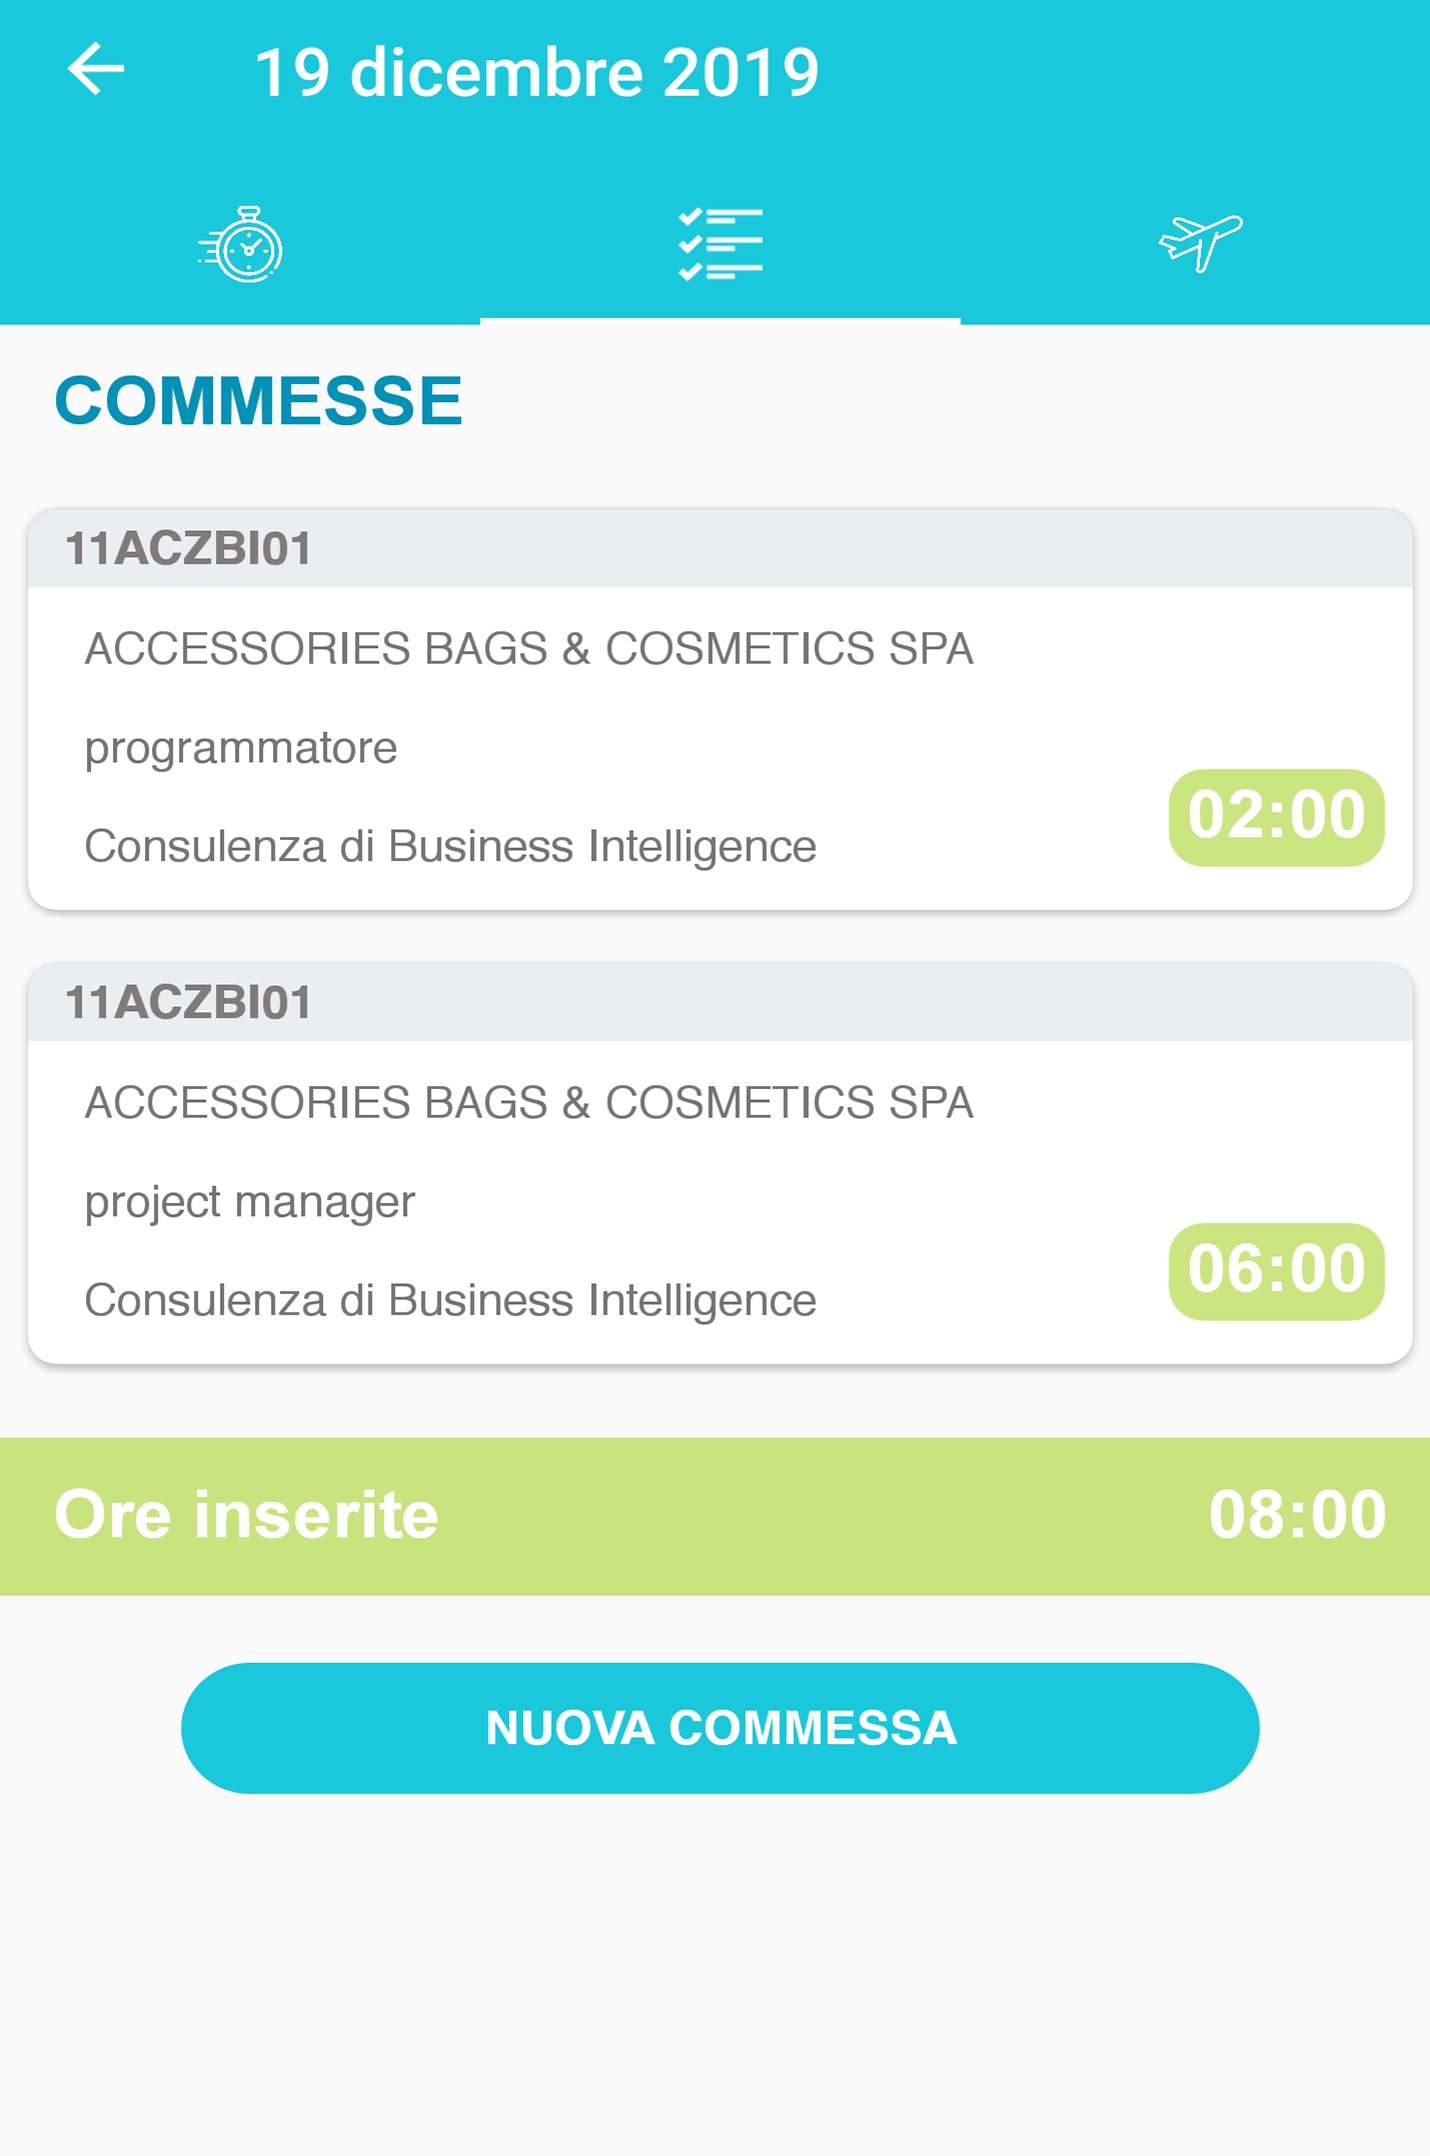 19 dicembre 2019
COMMESSE
11ACZBI01
ACCESSORIES BAGS & COSMETICS SPA
programmatore
02:00
Consulenza di Business Intelligence
11ACZBI01
ACCESSORIES BAGS & COSMETICS SPA
project manager
06:00
Consulenza di Business Intelligence
Ore inserite 08:00
NUOVA COMMESSA